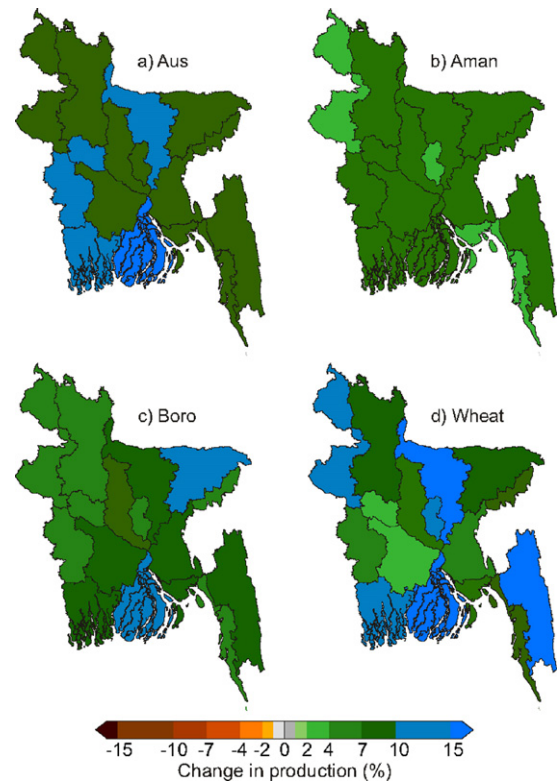 a) Aus
b) Aman
c) Boro
d) Wheat
-15 -10 -7 -4 -2 0 2 4 7 10 15
Change in production (%)